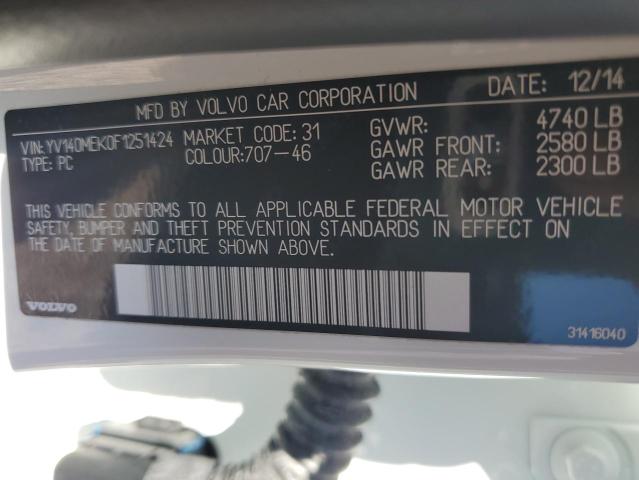 MFD BY VOLVO CAR CORPORATION DATE: 12/14
VIN: YV140MEK0F1251424 MARKET CODE: 31 GVWR: 4740 LB
TYPE: PC COLOUR:707-46 GAWR FRONT: 2580 LB
GAWR REAR: 2300 LB
THIS VEHICLE CONFORMS TO ALL APPLICABLE FEDERAL MOTOR VEHICLE
SAFETY, BUMPER AND THEFT PREVENTION STANDARDS IN EFFECT ON
THE DATE OF MANUFACTURE SHOWN ABOVE.
VOLVO
31416040